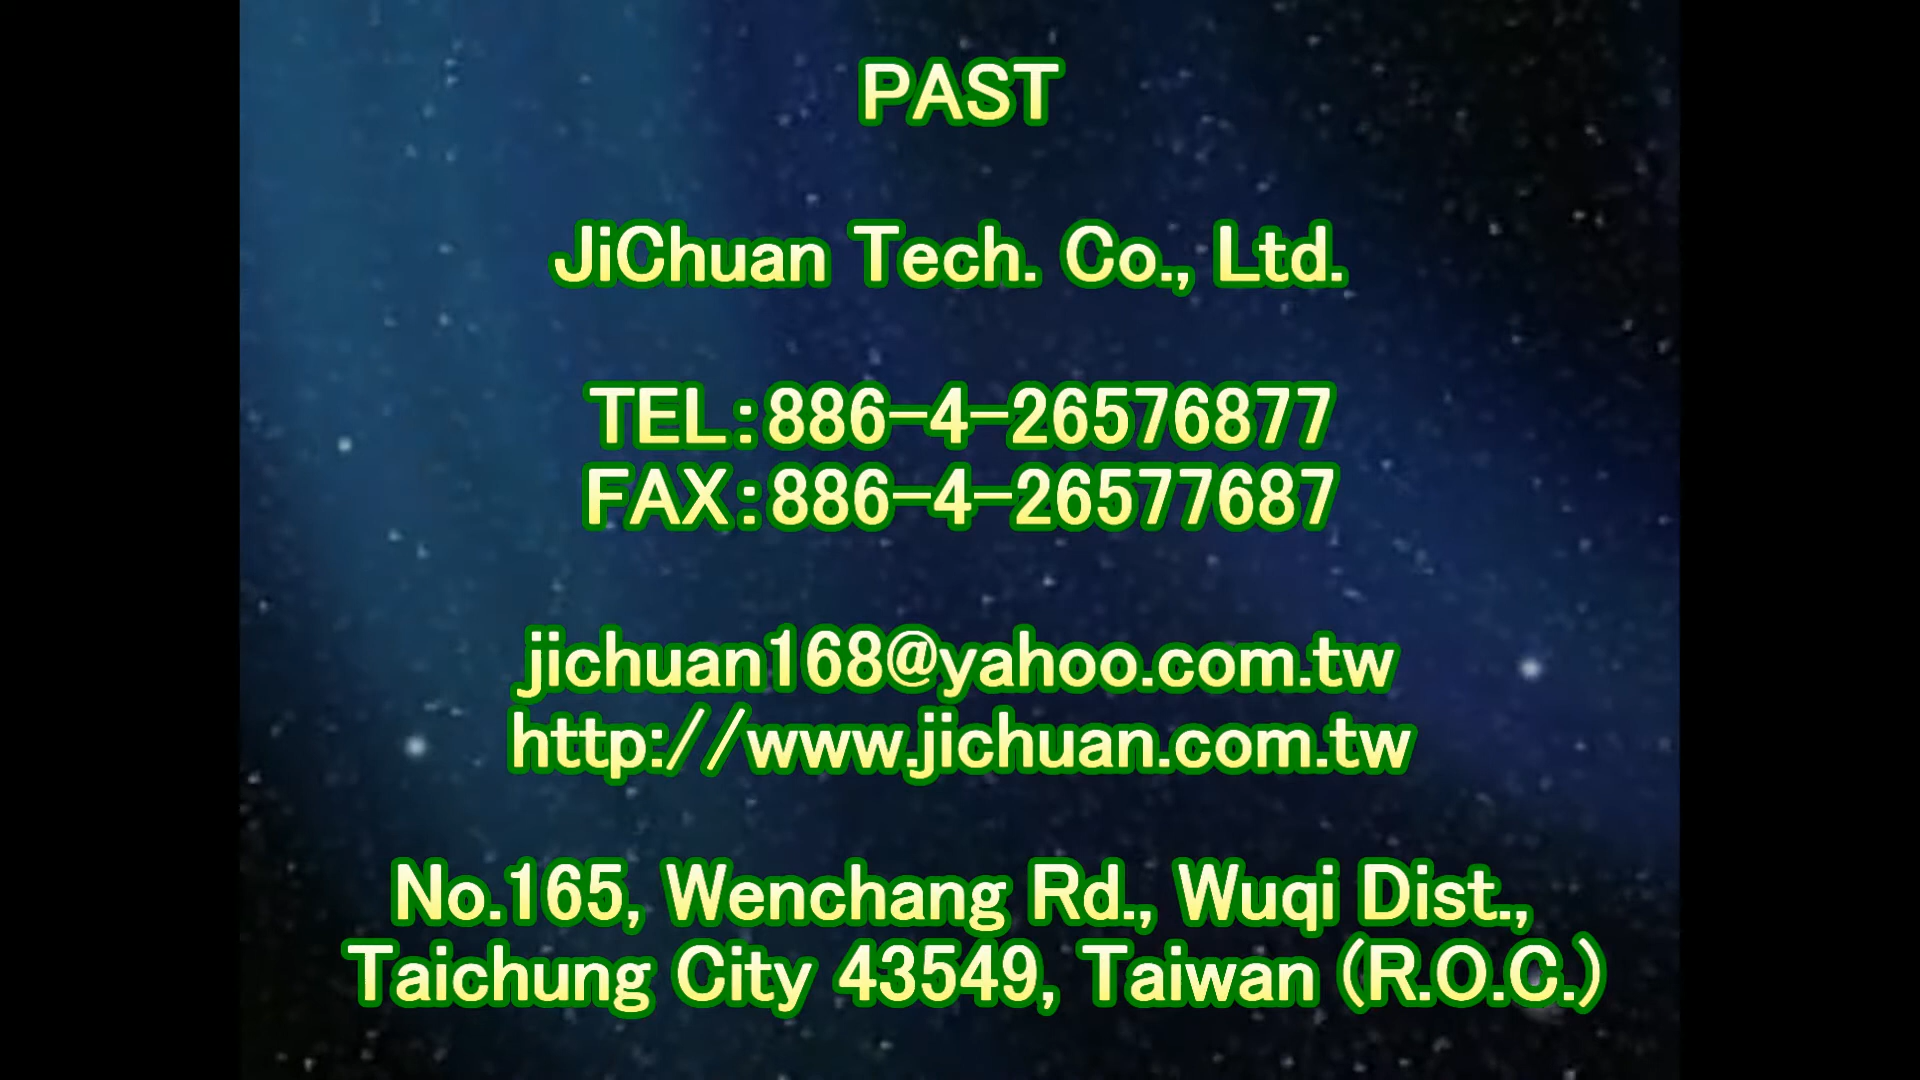 PAST
JiChuan Tech. Co., Ltd.
TEL:886-4-26576877
FAX:886-4-26577687
jichuan168@yahoo.com.tw
http://www.jichuan.com.tw
No.165, Wenchang Rd., Wuqi Dist.,
Taichung City 43549, Taiwan (R.O.C.)